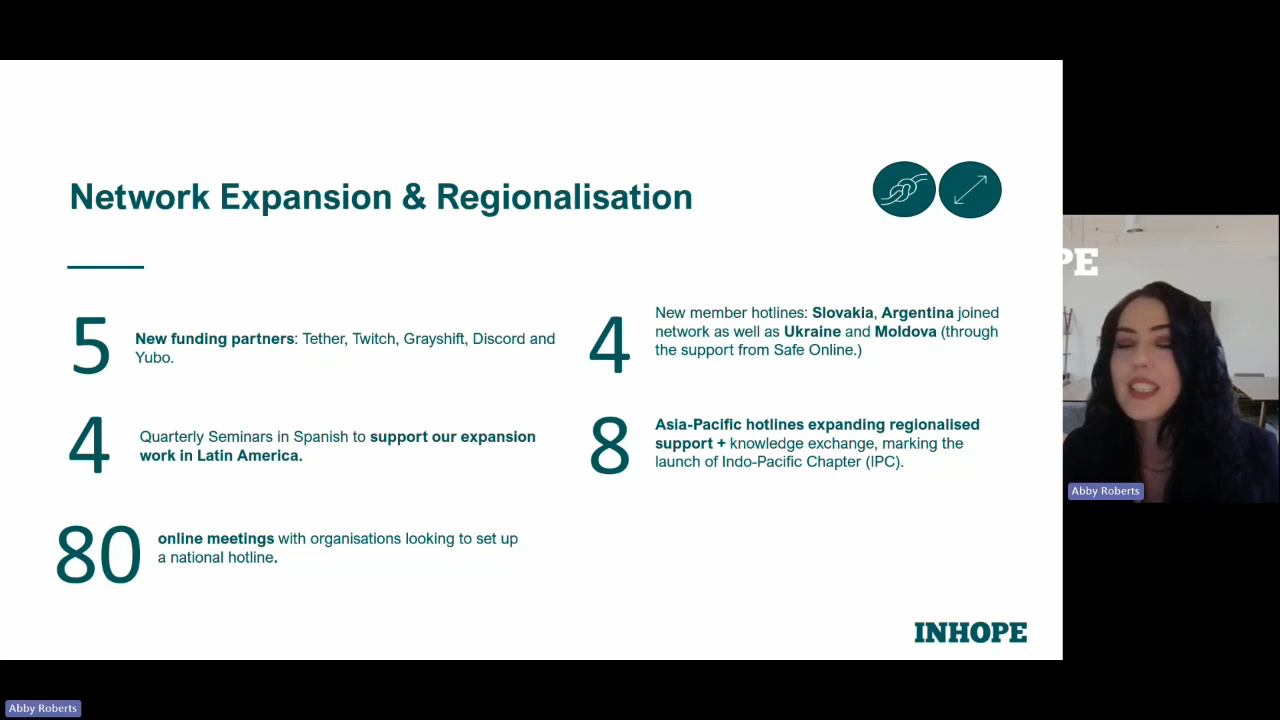 Network Expansion & Regionalisation
5
New funding partners: Tether, Twitch, Grayshift, Discord and
Yubo.
4
New member hotlines: Slovakia, Argentina joined
network as well as Ukraine and Moldova (through
the support from Safe Online.)
4
Quarterly Seminars in Spanish to support our expansion
work in Latin America.
8
Asia-Pacific hotlines expanding regionalised
support + knowledge exchange, marking the
launch of Indo-Pacific Chapter (IPC).
80
online meetings with organisations looking to set up
a national hotline.
INHOPE
PE
Abby Roberts
Abby Roberts